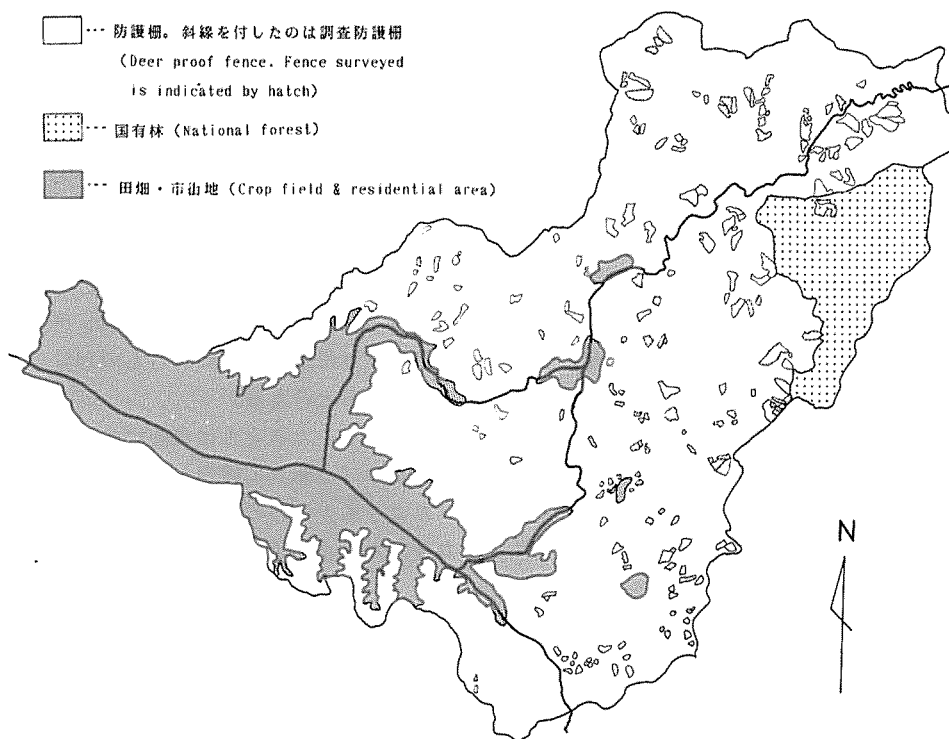 … 防護柵。斜線を付したのは調査防護柵
(Deer proof fence. Fence surveyed
is indicated by hatch)
… 国有林 (National forest)
… 田畑・市街地 (Crop field & residential area)
N